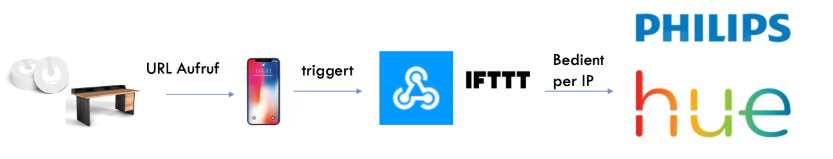 PHILIPS
URL Aufruf
triggert
IFTTT
Bedient
per IP
hue